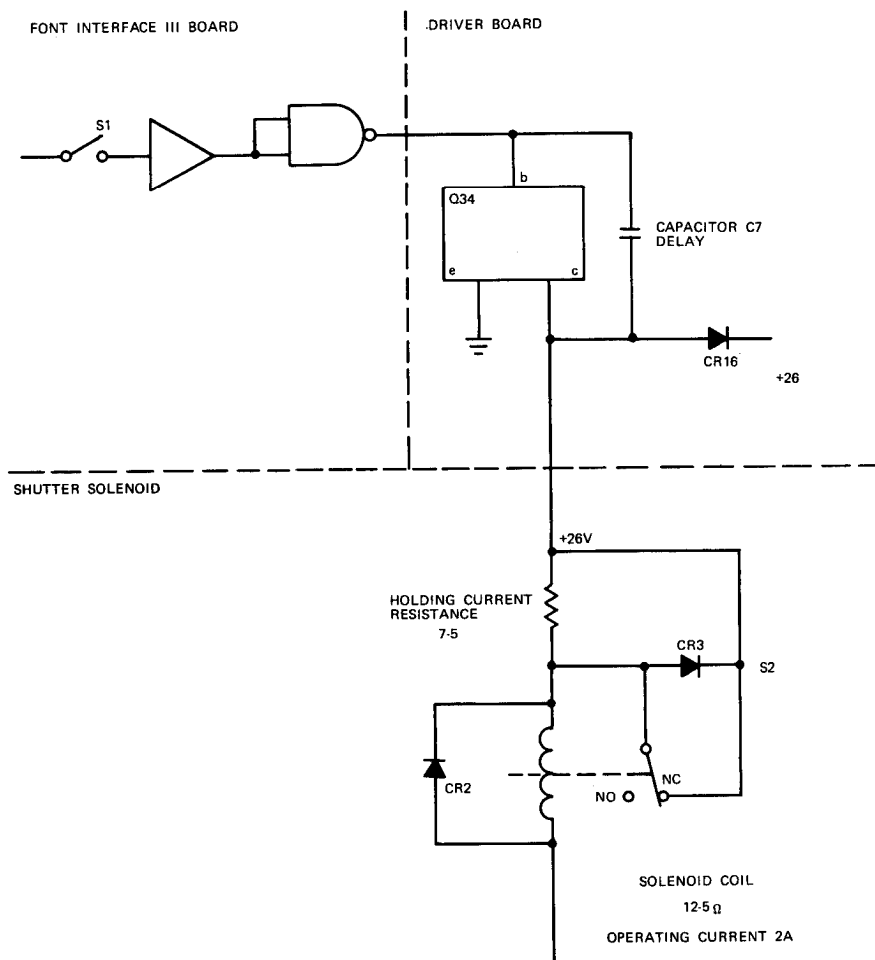 FONT INTERFACE III BOARD
DRIVER BOARD
S1
b
Q34
e
c
CAPACITOR C7
DELAY
CR16
+26
SHUTTER SOLENOID
+26V
HOLDING CURRENT
RESISTANCE
7·5
CR3
S2
CR2
NC
NO
SOLENOID COIL
12·5 Ω
OPERATING CURRENT 2A